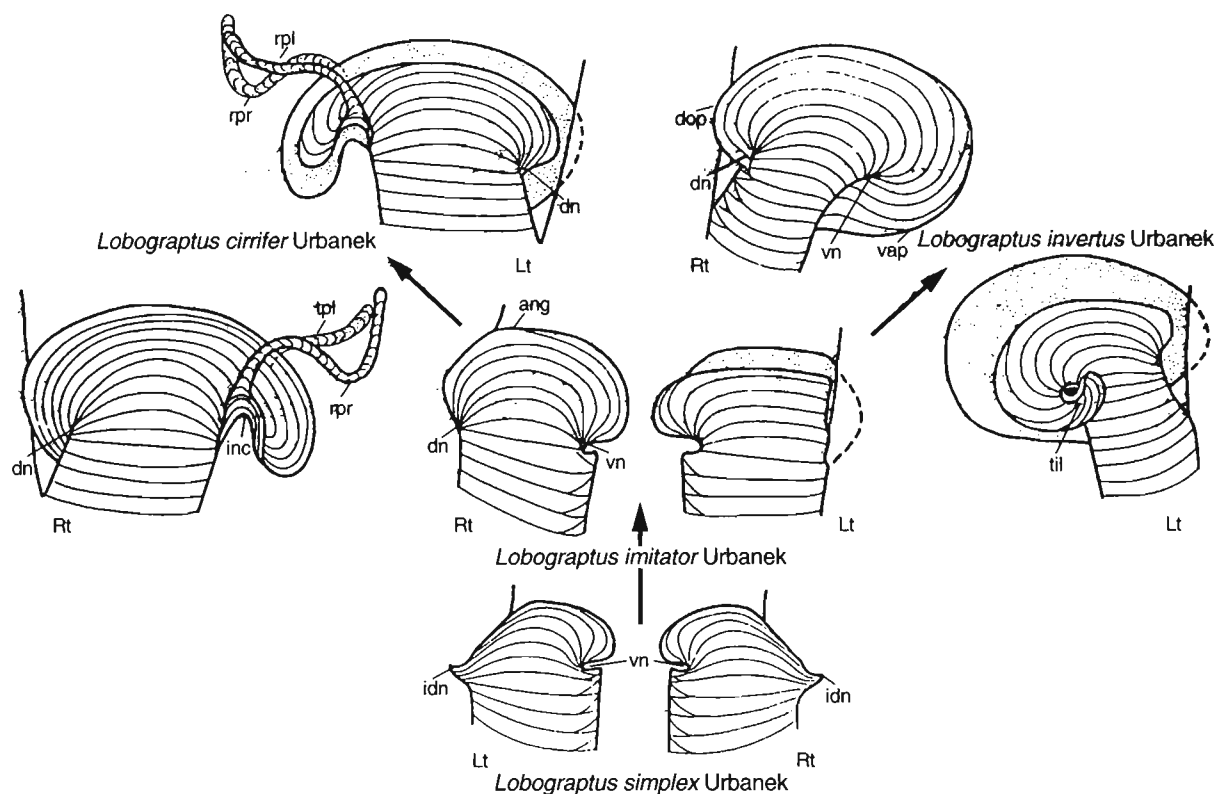 rpl
rpr
dn
Lt
Lobograptus cirrifer Urbanek
dop
dn
vn
vap
Rt
Lobograptus invertus Urbanek
rpr
inc
dn
Rt
ang
dn
vn
Rt
Lt
Lobograptus imitator Urbanek
til
Lt
idn
vn
idn
Lt
Rt
Lobograptus simplex Urbanek